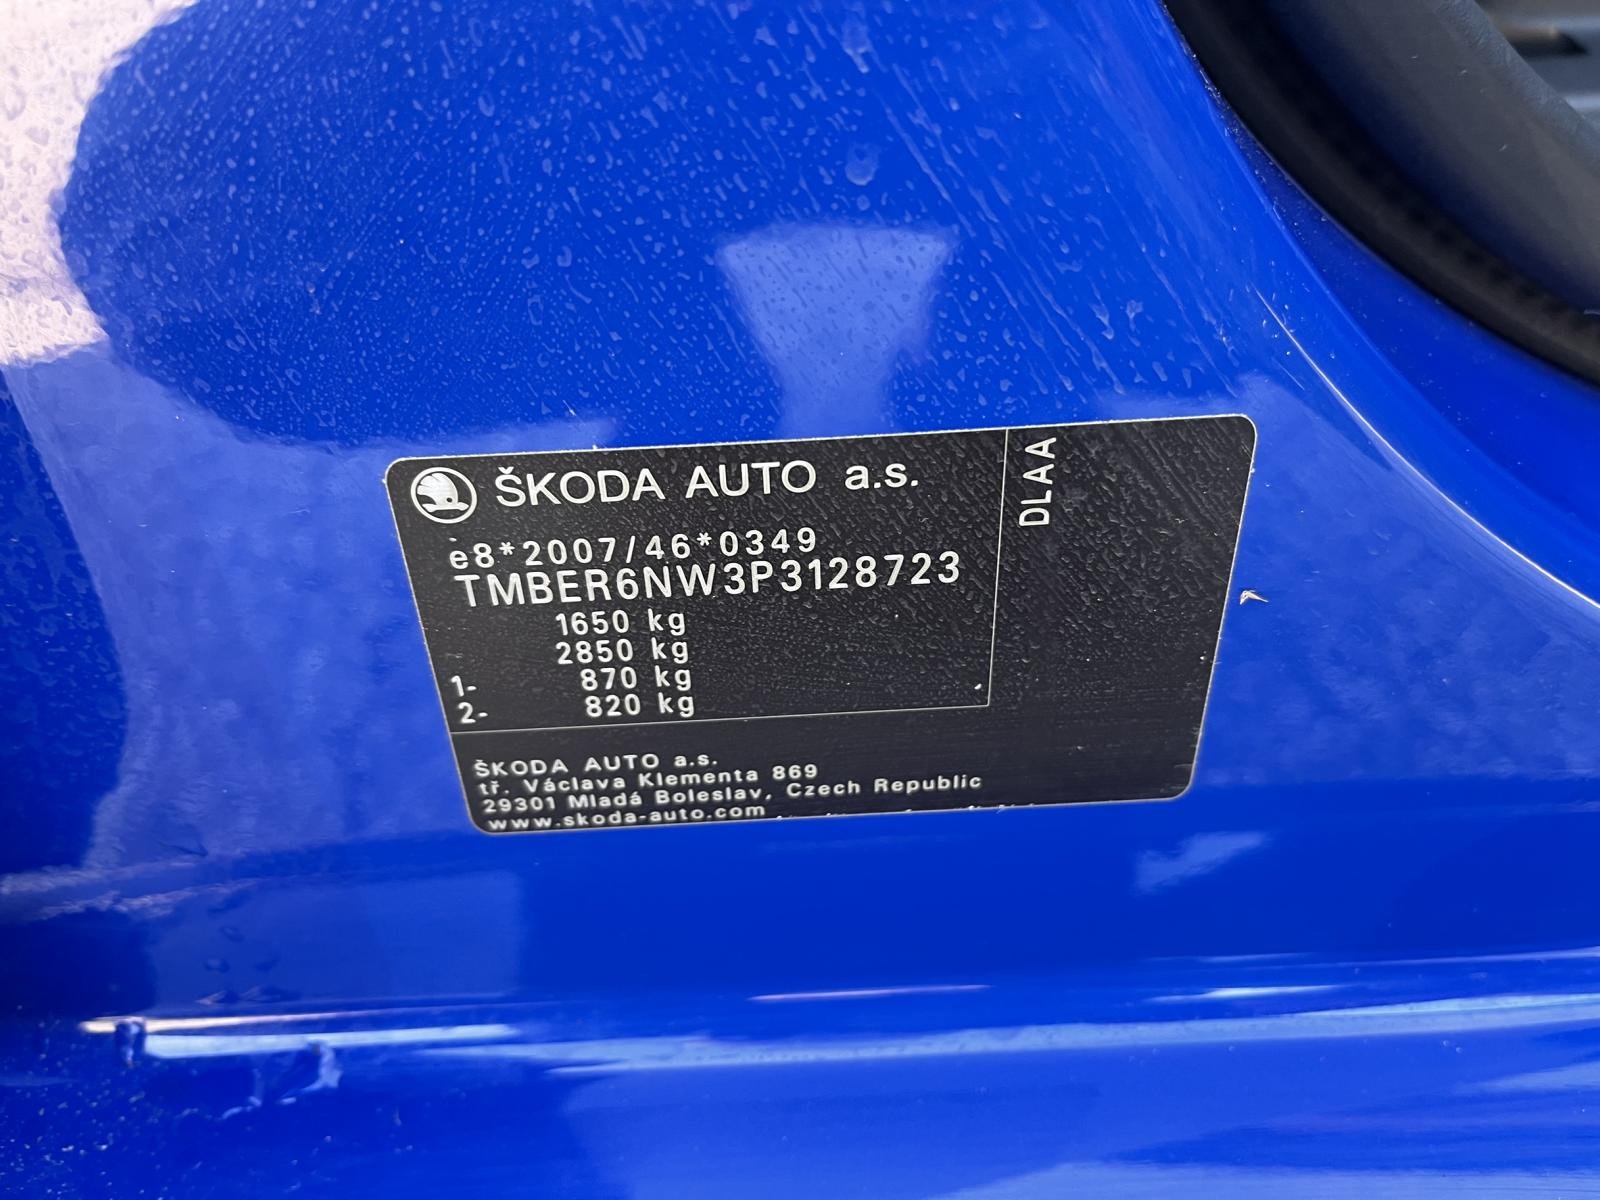 ŠKODA AUTO a.s.
DLAA
e8*2007/46*0349
TMBER6NW3P3128723
1650 kg
2850 kg
1- 870 kg
2- 820 kg
ŠKODA AUTO a.s.
tř. Václava Klementa 869
29301 Mladá Boleslav, Czech Republic
www.skoda-auto.com